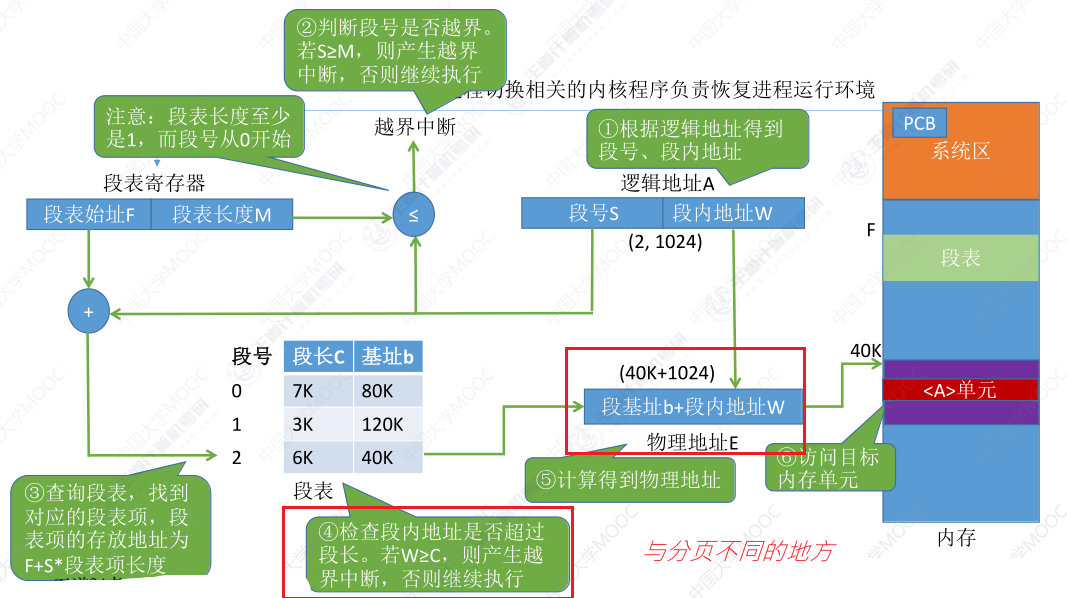 ②判断段号是否越界。
若S≥M，则产生越界
中断，否则继续执行
切换相关的内核程序负责恢复进程运行环境
注意：段表长度至少
是1，而段号从0开始
越界中断
①根据逻辑地址得到
段号、段内地址
PCB
系统区
段表寄存器
逻辑地址A
段表始址F
段表长度M
≤
段号S
段内地址W
(2, 1024)
F
段表
+
40K
段号
段长C
基址b
0
7K
80K
1
3K
120K
2
6K
40K
段表
(40K+1024)
段基址b+段内地址W
物理地址E
<A>单元
⑤计算得到物理地址
⑥访问目标
内存单元
③查询段表，找到
对应的段表项，段
表项的存放地址为
F+S*段表项长度
④检查段内地址是否超过
段长。若W≥C，则产生越
界中断，否则继续执行
与分页不同的地方
内存
中国大学MOOC